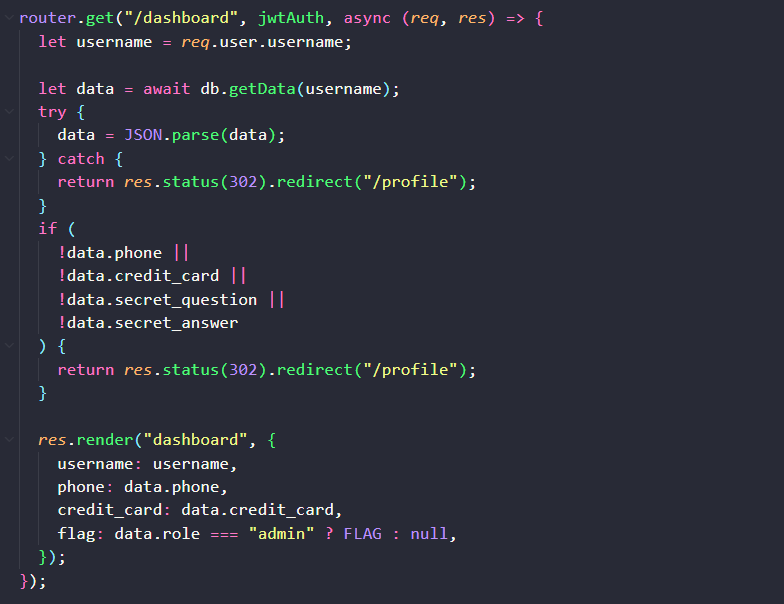 router.get("/dashboard", jwtAuth, async (req, res) => {
  let username = req.user.username;

  let data = await db.getData(username);
  try {
    data = JSON.parse(data);
  } catch {
    return res.status(302).redirect("/profile");
  }
  if (
    !data.phone ||
    !data.credit_card ||
    !data.secret_question ||
    !data.secret_answer
  ) {
    return res.status(302).redirect("/profile");
  }

  res.render("dashboard", {
    username: username,
    phone: data.phone,
    credit_card: data.credit_card,
    flag: data.role === "admin" ? FLAG : null,
  });
});